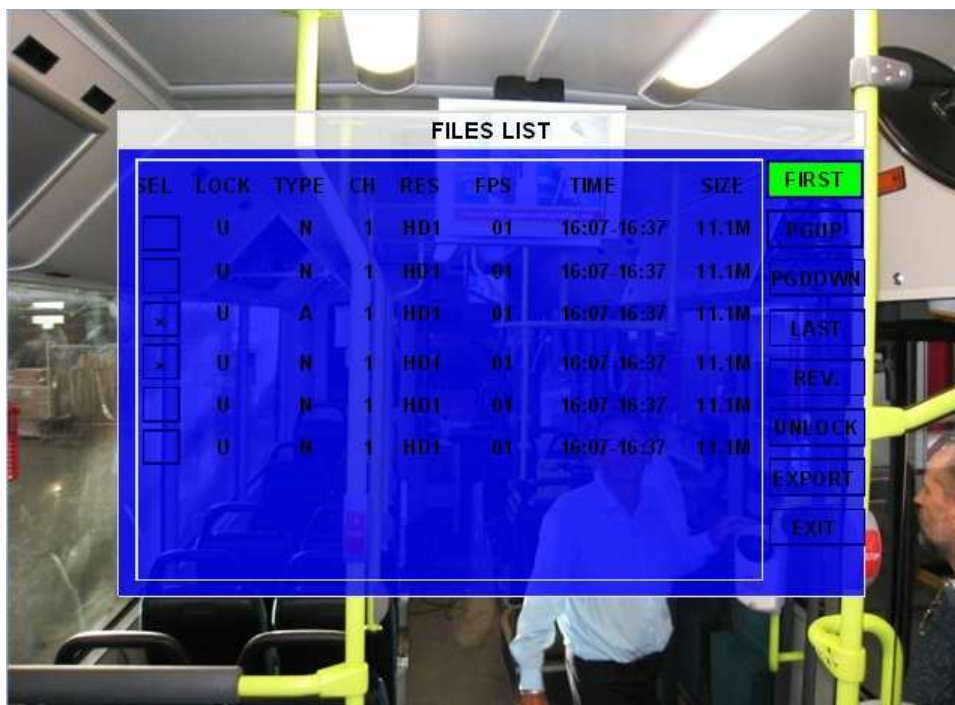 FILES LIST
SEL LOCK TYPE CH RES FPS TIME SIZE
U N 1 HD1 01 16:07-16:37 11.1M
U N 1 HD1 01 16:07-16:37 11.1M
× U A 1 HD1 01 16:07-16:37 11.1M
× U N 1 HD1 01 16:07-16:37 11.1M
U N 1 HD1 01 16:07-16:37 11.1M
U N 1 HD1 01 16:07-16:37 11.1M
FIRST
PGUP
PGDOWN
LAST
REV.
UNLOCK
EXPORT
EXIT